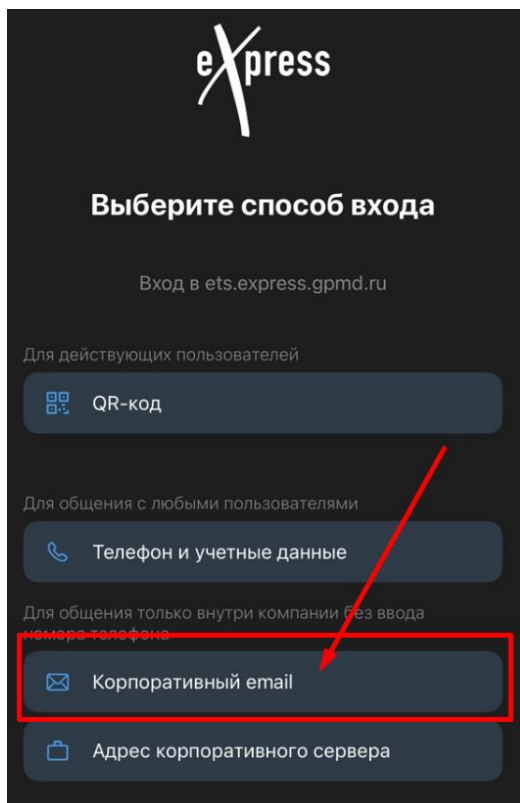 eXpress
Выберите способ входа
Вход в ets.express.gpmd.ru
Для действующих пользователей
QR-код
Для общения с любыми пользователями
Телефон и учетные данные
Для общения только внутри компании без ввода
номера телефона
Корпоративный email
Адрес корпоративного сервера